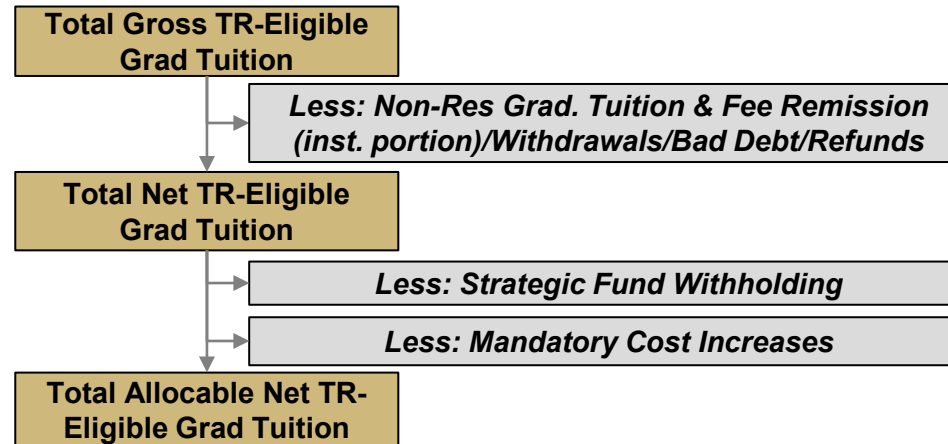 Total Gross TR-Eligible
Grad Tuition
Less: Non-Res Grad. Tuition & Fee Remission
(inst. portion)/Withdrawals/Bad Debt/Refunds
Total Net TR-Eligible
Grad Tuition
Less: Strategic Fund Withholding
Less: Mandatory Cost Increases
Total Allocable Net TR-
Eligible Grad Tuition